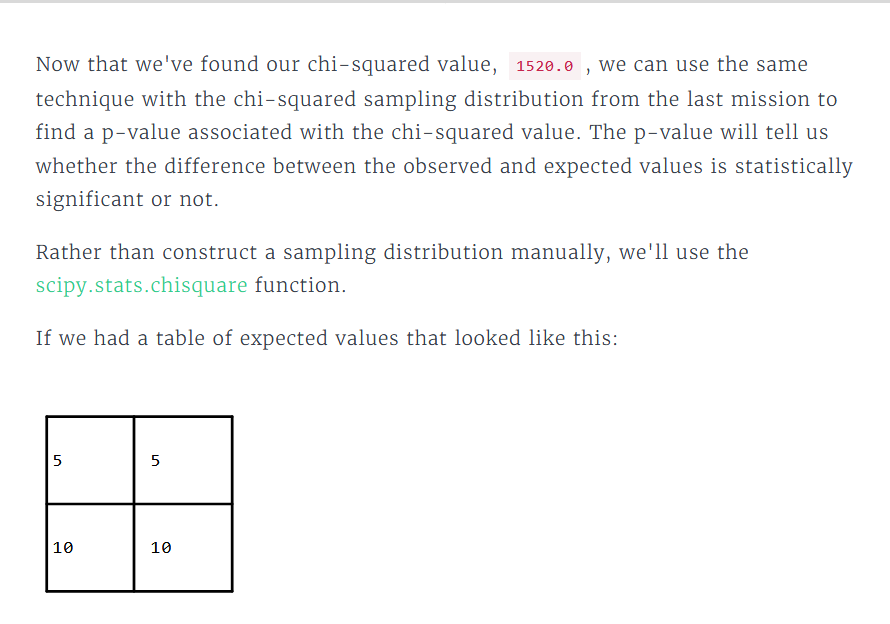 Now that we've found our chi-squared value, 1520.0 , we can use the same
technique with the chi-squared sampling distribution from the last mission to
find a p-value associated with the chi-squared value. The p-value will tell us
whether the difference between the observed and expected values is statistically
significant or not.
Rather than construct a sampling distribution manually, we'll use the
scipy.stats.chisquare function.
If we had a table of expected values that looked like this:
5 5
10 10